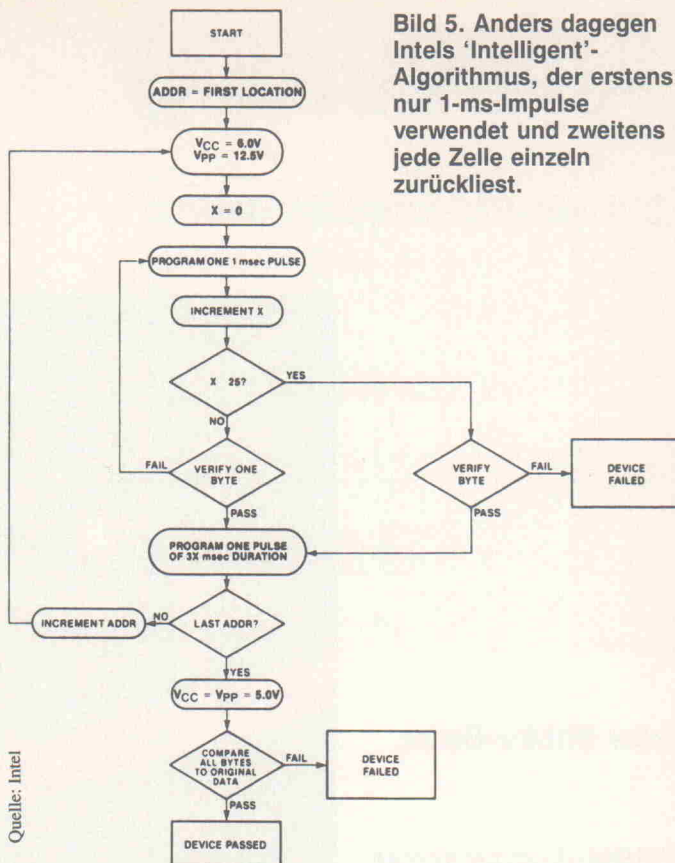 Bild 5. Anders dagegen
Intels ‘Intelligent’-
Algorithmus, der erstens
nur 1-ms-Impulse
verwendet und zweitens
jede Zelle einzeln
zurückliest.
START
ADDR = FIRST LOCATION
VCC = 6.0V
VPP = 12.5V
X = 0
PROGRAM ONE 1 msec PULSE
INCREMENT X
X 25?
YES
NO
FAIL
VERIFY ONE
BYTE
PASS
VERIFY
BYTE
FAIL
PASS
DEVICE
FAILED
PROGRAM ONE PULSE
OF 3X msec DURATION
INCREMENT ADDR
NO
LAST ADDR?
YES
VCC = VPP = 5.0V
COMPARE
ALL BYTES
TO ORIGINAL
DATA
FAIL
DEVICE
FAILED
PASS
DEVICE PASSED
Quelle: Intel